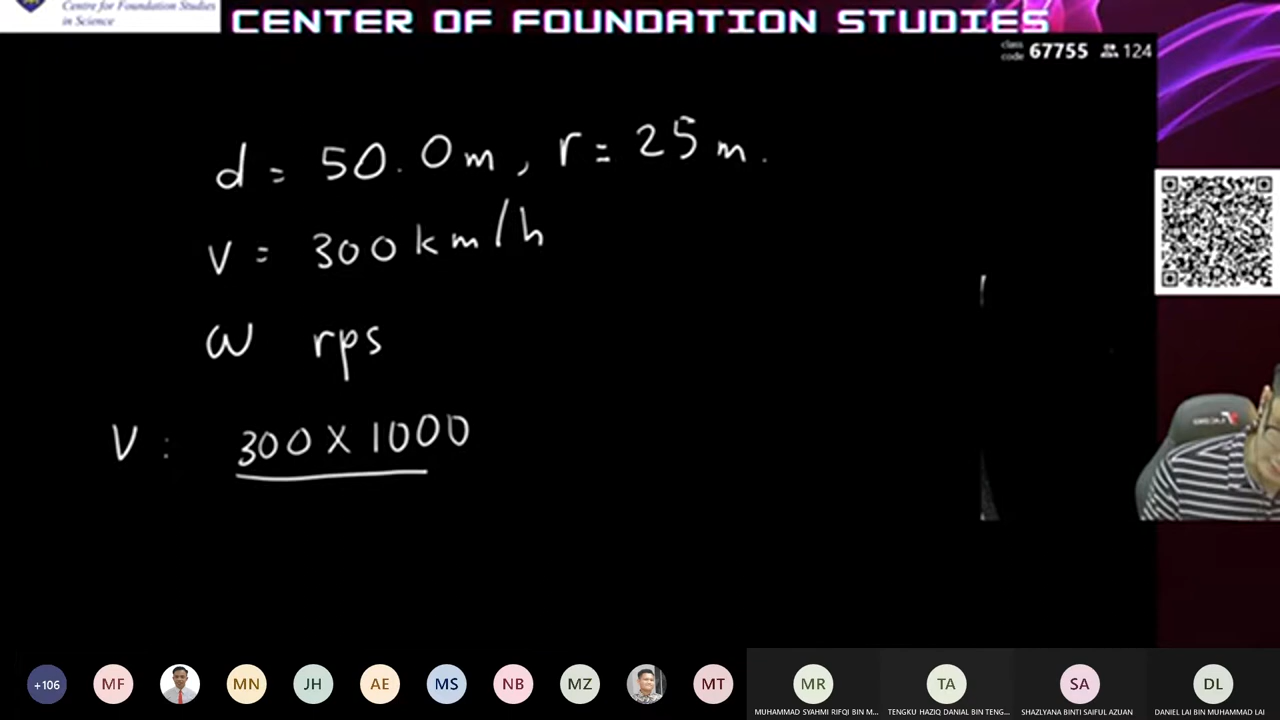 Centre for Foundation Studies
in Science
CENTER OF FOUNDATION STUDIES
class code 67755 124
d = 50.0m, r = 25 m.
v = 300 km/h
ω rps
V : 300 X 1000
+106 MF MN JH AE MS NB MZ MT MR TA SA DL
MUHAMMAD SYAHMI RIFQI BIN M... TENGKU HAZIQ DANIAL BIN TENG... SHAZLYANA BINTI SAIFUL AZUAN DANIEL LAI BIN MUHAMMAD LAI